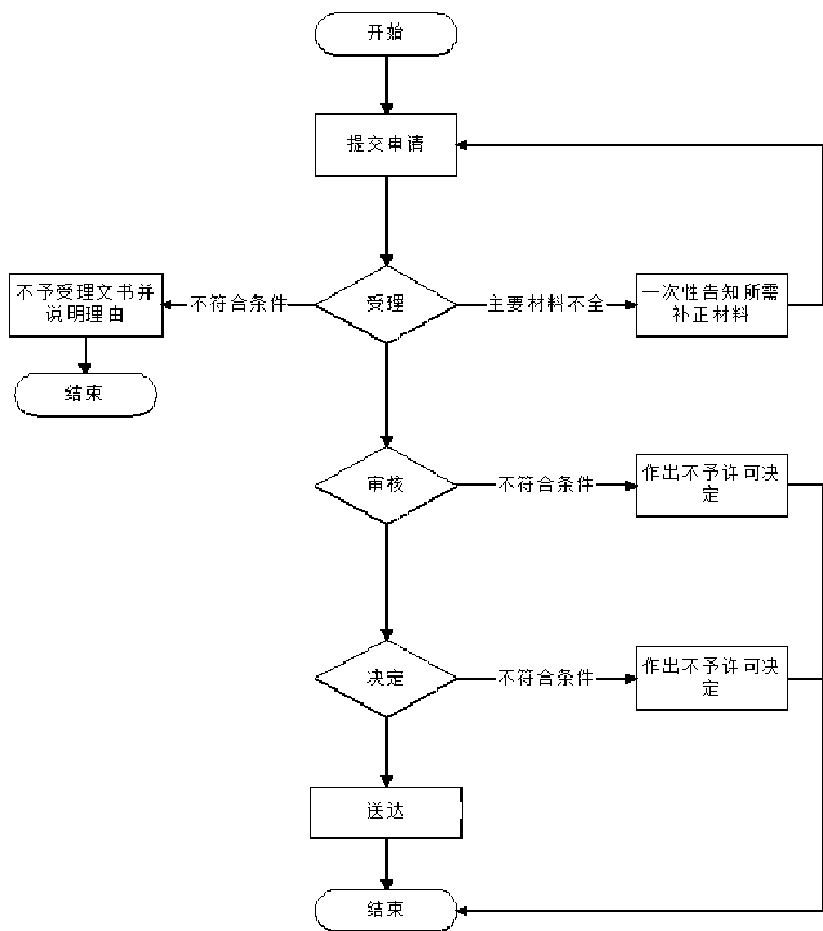 开始
提交申请
不予受理文书并
说明理由
不符合条件
受理
主要材料不全
一次性告知所需
补正材料
结束
审核
不符合条件
作出不予许可决
定
决定
不符合条件
作出不予许可决
定
送达
结束